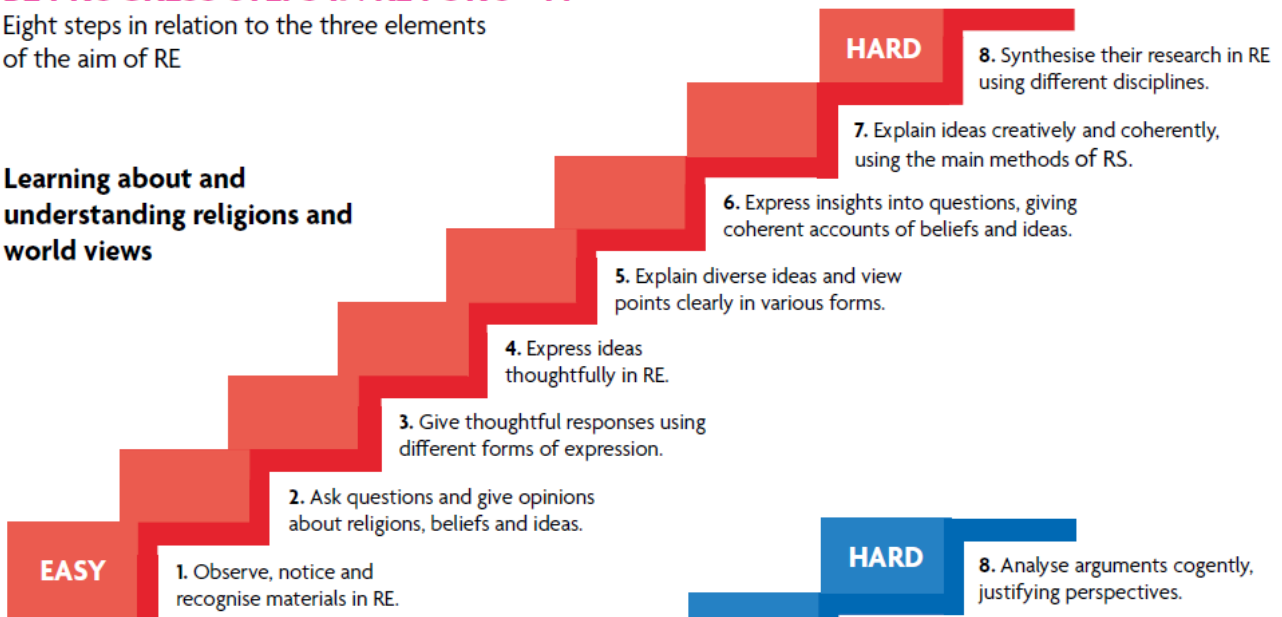 Eight steps in relation to the three elements
of the aim of RE
Learning about and
understanding religions and
world views
HARD
8. Synthesise their research in RE
using different disciplines.
7. Explain ideas creatively and coherently,
using the main methods of RS.
6. Express insights into questions, giving
coherent accounts of beliefs and ideas.
5. Explain diverse ideas and view
points clearly in various forms.
4. Express ideas
thoughtfully in RE.
3. Give thoughtful responses using
different forms of expression.
2. Ask questions and give opinions
about religions, beliefs and ideas.
EASY
1. Observe, notice and
recognise materials in RE.
HARD
8. Analyse arguments cogently,
justifying perspectives.